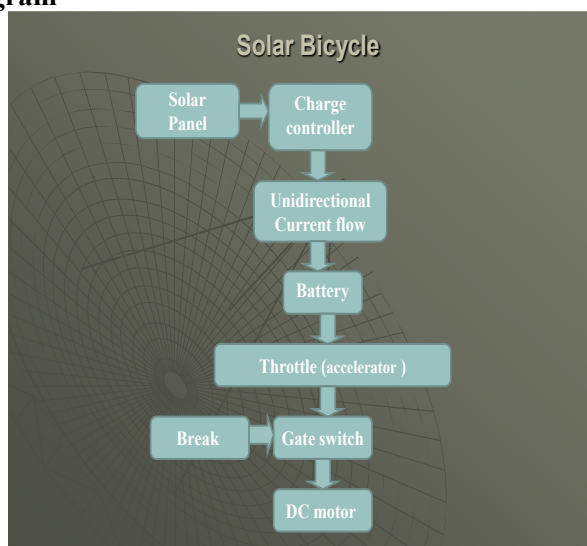 gram
Solar Bicycle
Solar
Panel
Charge
controller
Unidirectional
Current flow
Battery
Throttle (accelerator )
Break
Gate switch
DC motor